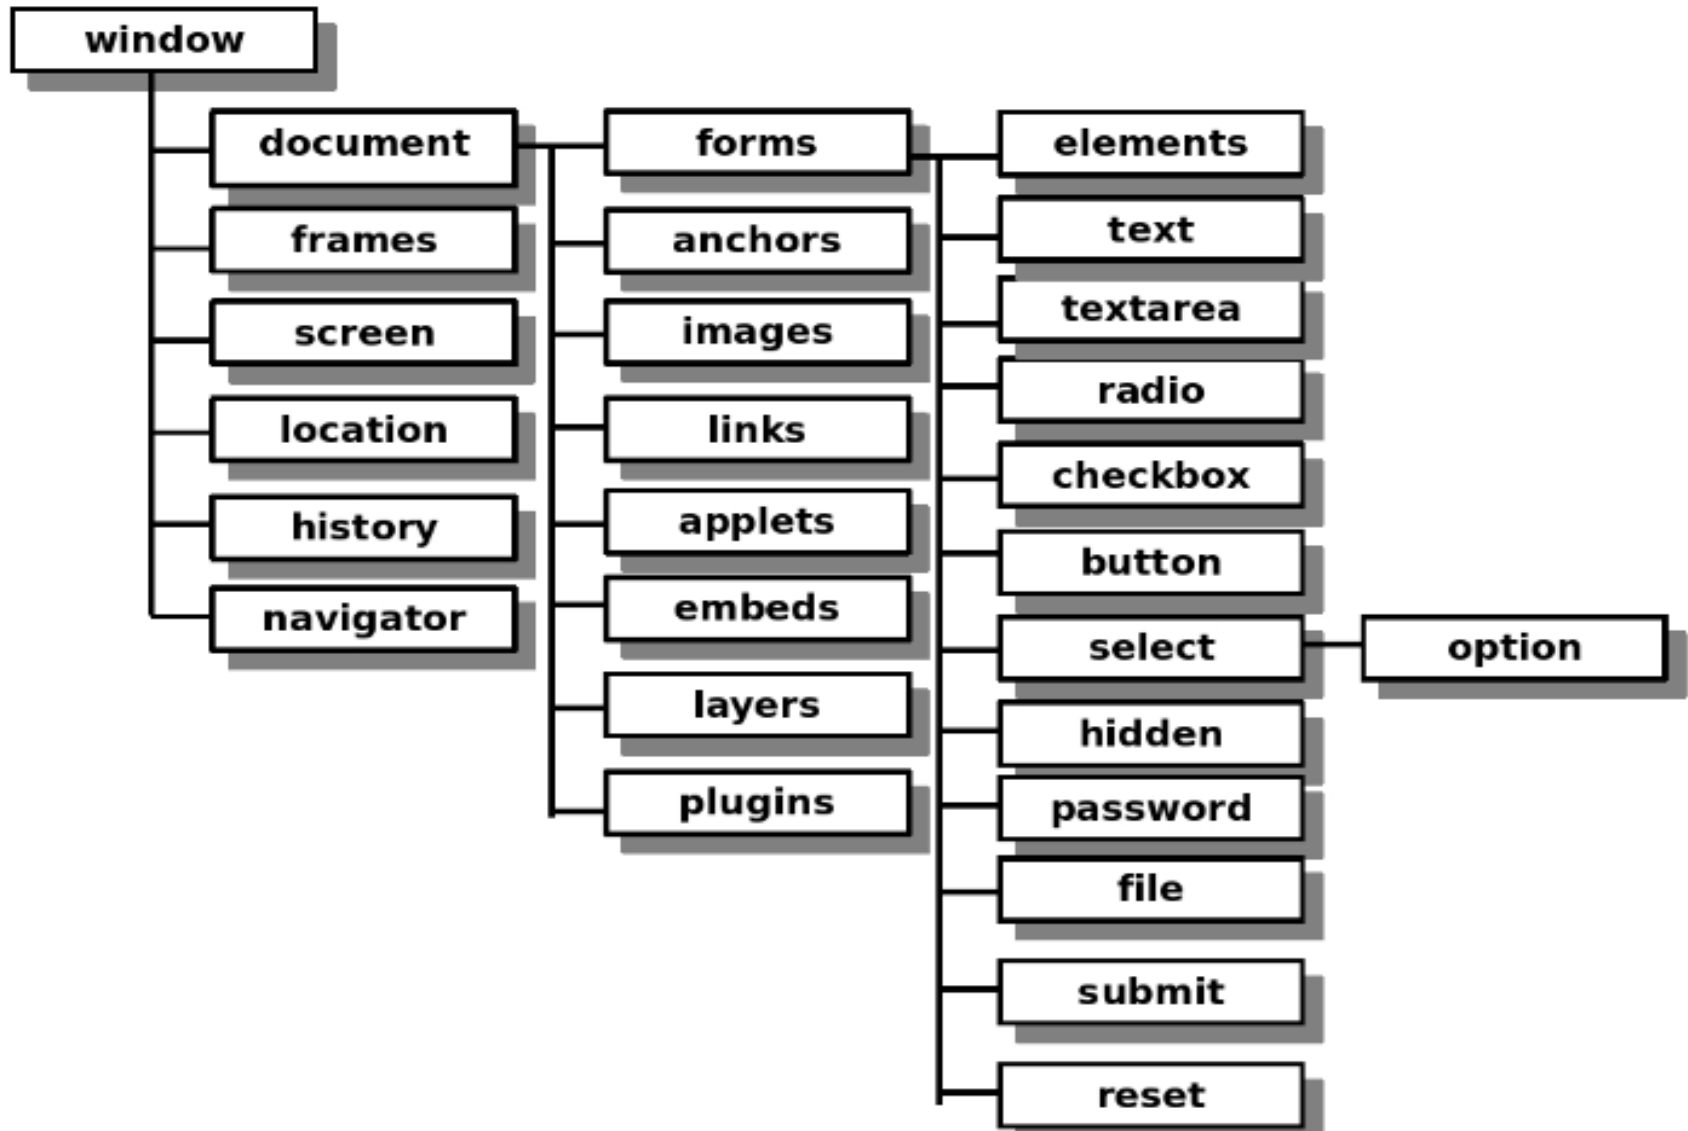 window
document
frames
screen
location
history
navigator
forms
anchors
images
links
applets
embeds
layers
plugins
elements
text
textarea
radio
checkbox
button
select
hidden
password
file
submit
reset
option